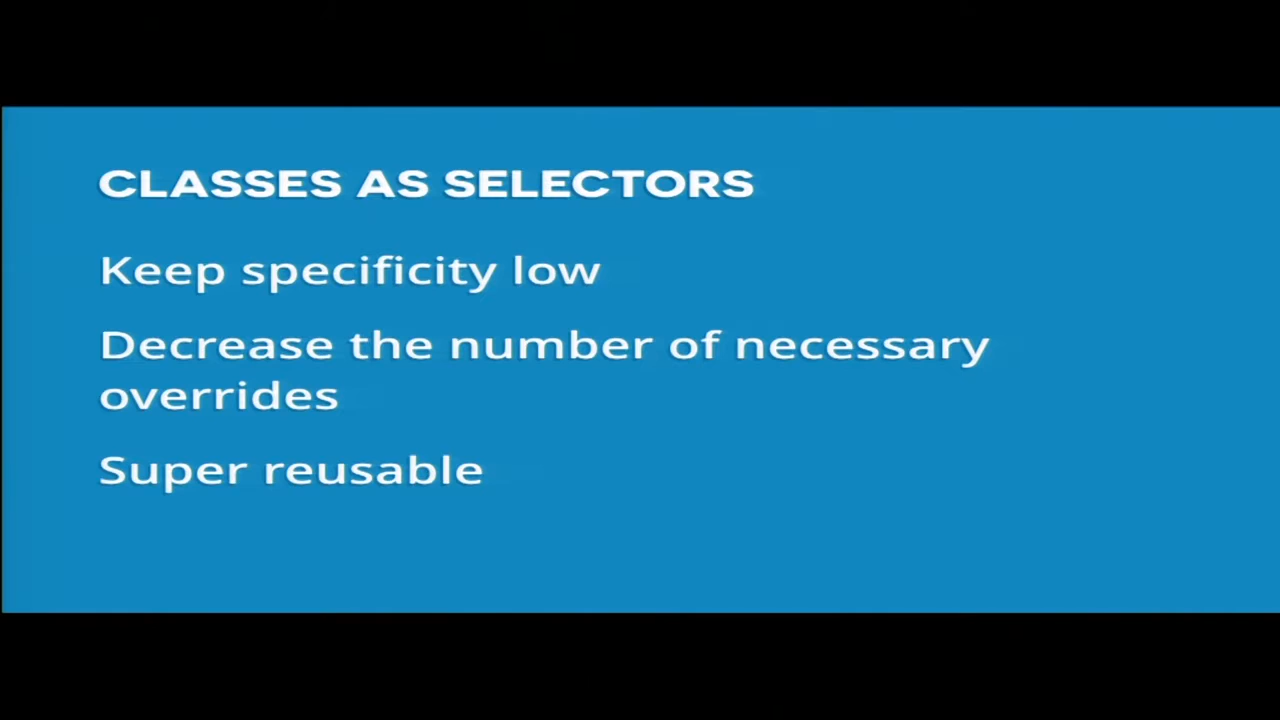 CLASSES AS SELECTORS
Keep specificity low
Decrease the number of necessary
overrides
Super reusable